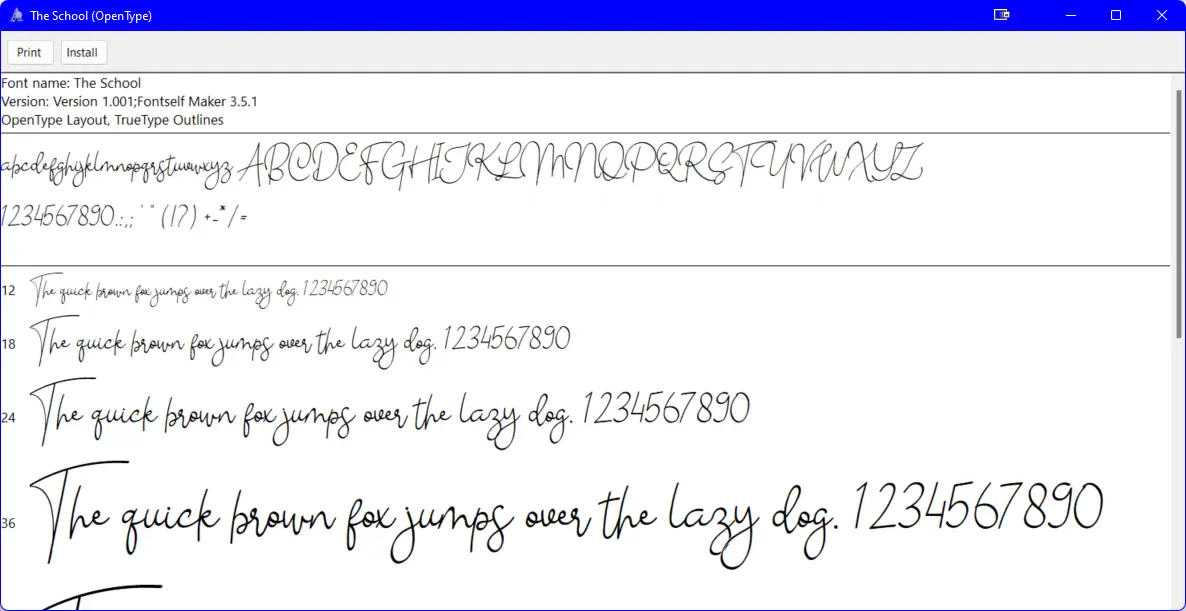 The School (OpenType)
Print Install
Font name: The School
Version: Version 1.001;Fontself Maker 3.5.1
OpenType Layout, TrueType Outlines
abcdefghijklmnopqrstuvwxyz ABCDEFGHIJKLMNOPQRSTUVWXYZ
1234567890.:,; ' " (!?) +-*/=
12 The quick brown fox jumps over the lazy dog. 1234567890
18 The quick brown fox jumps over the lazy dog. 1234567890
24 The quick brown fox jumps over the lazy dog. 1234567890
36 The quick brown fox jumps over the lazy dog. 1234567890